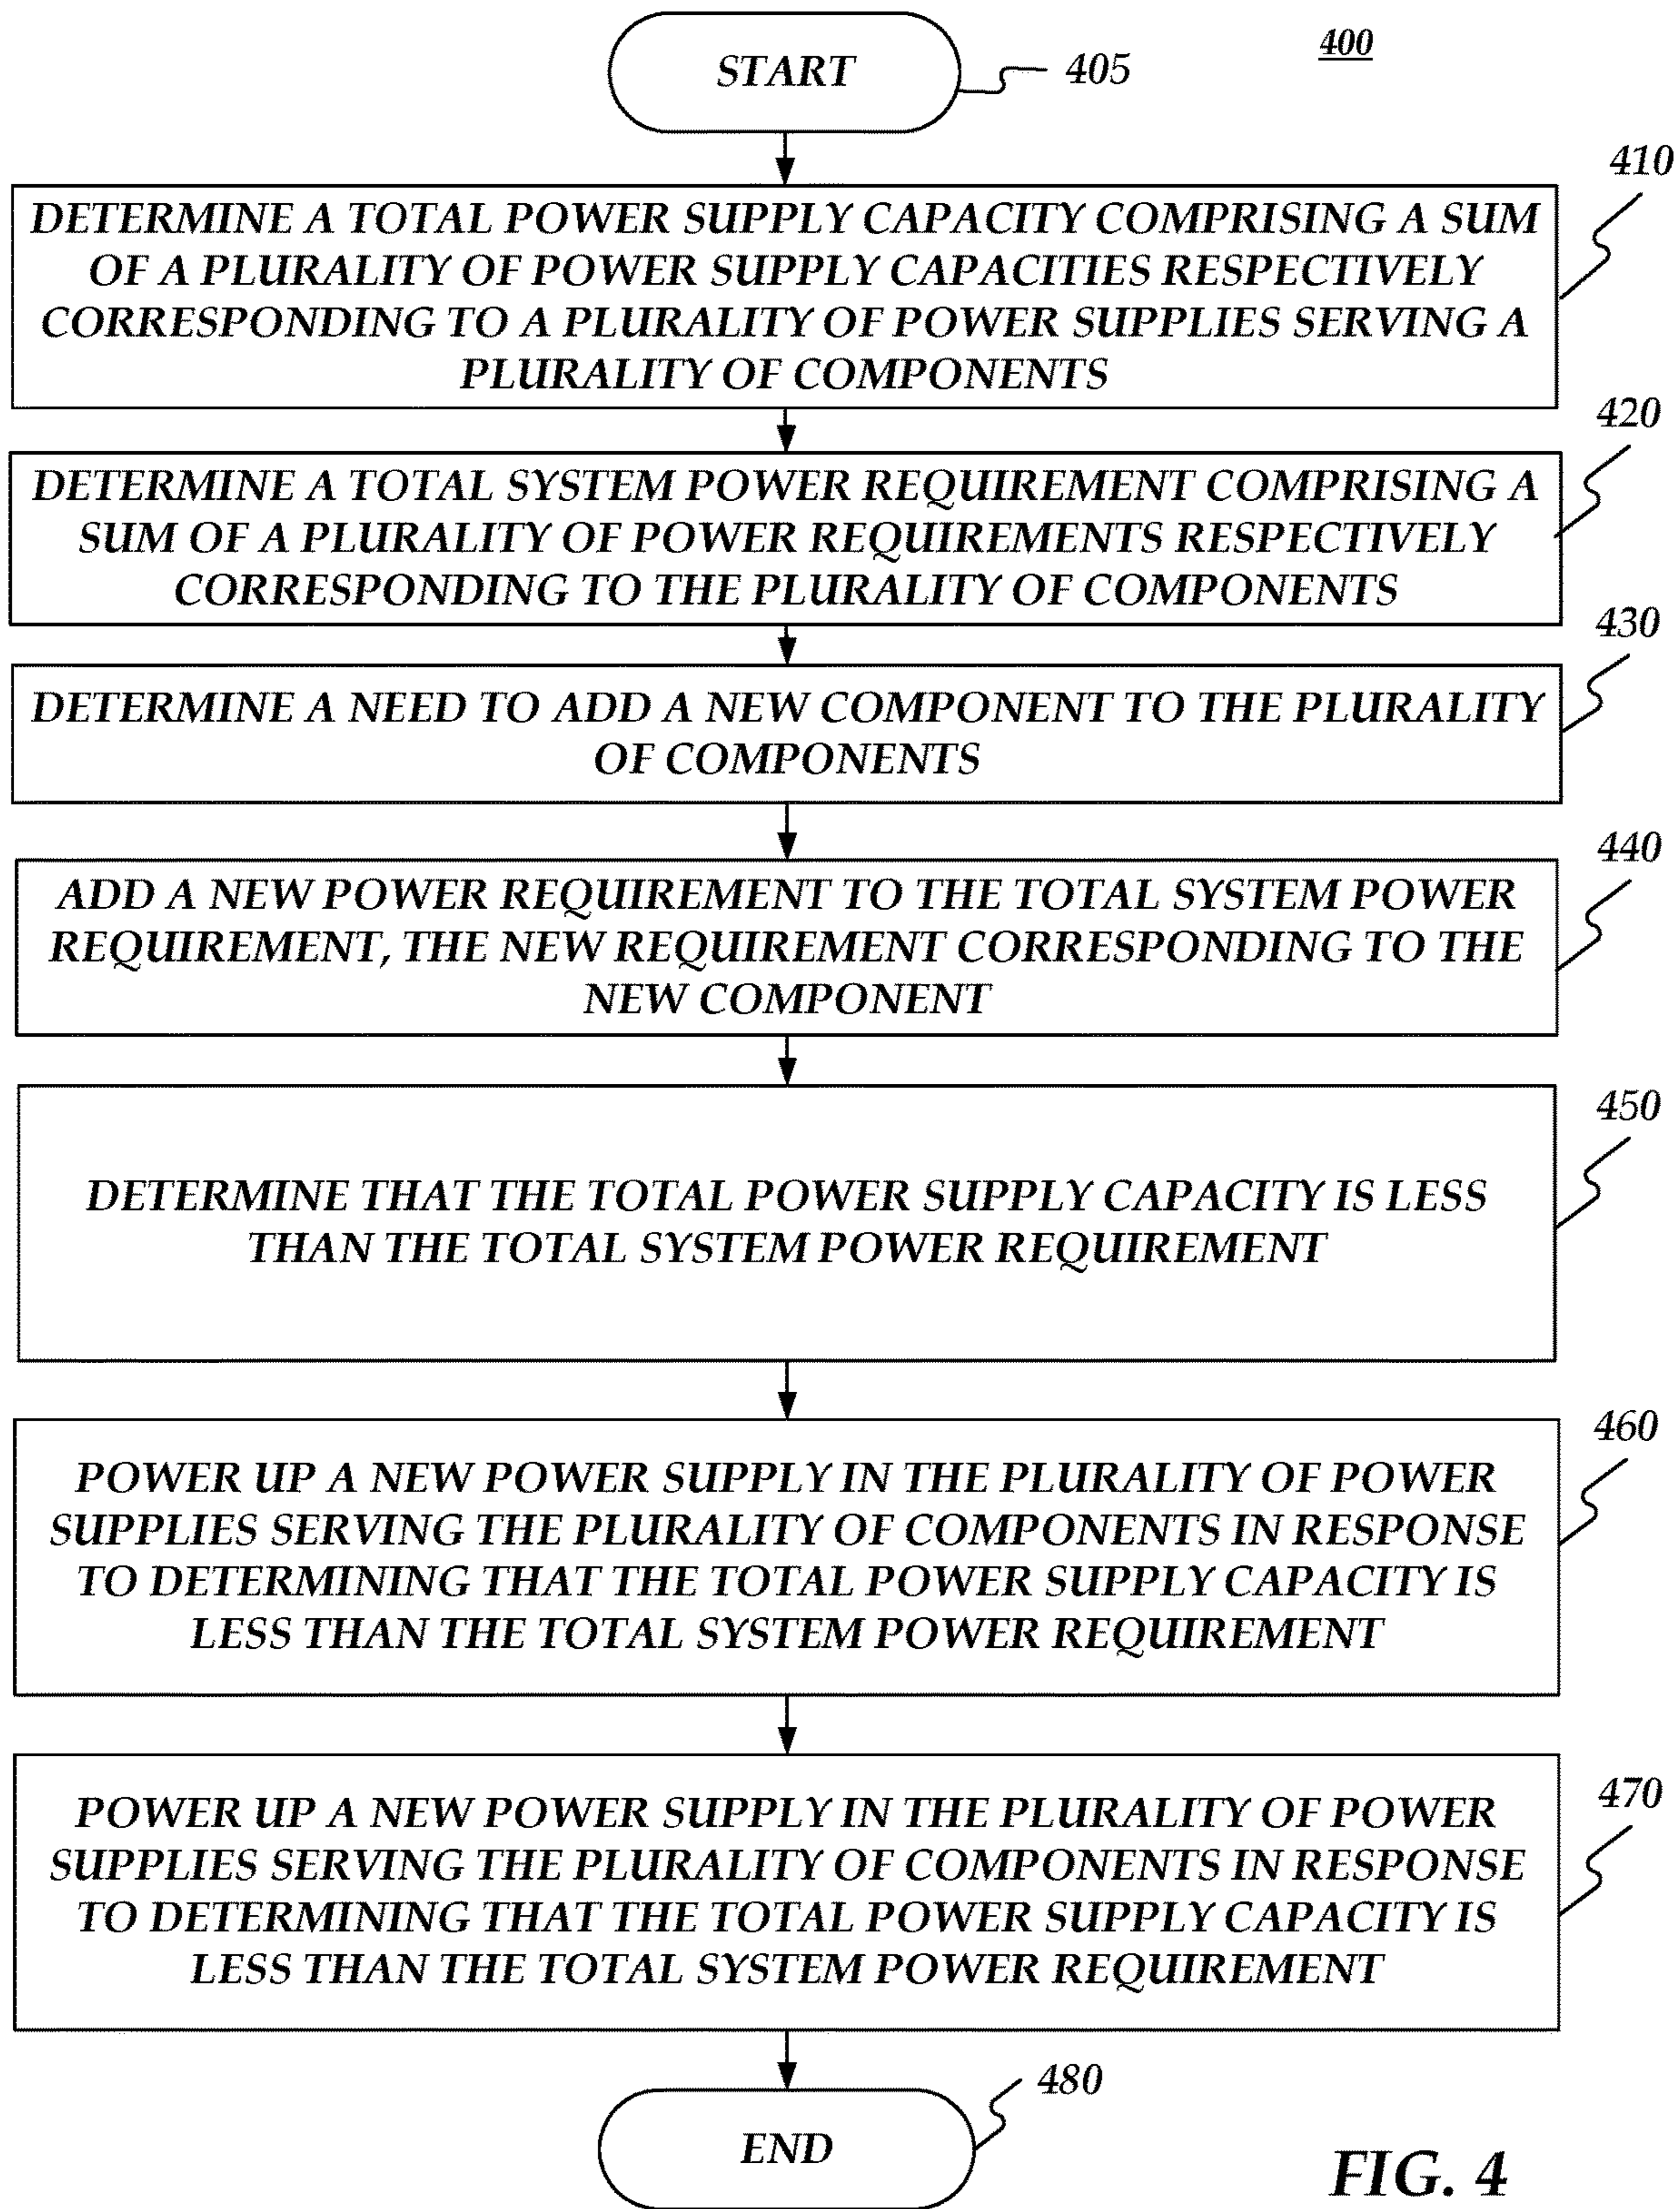 400
START
405
410
DETERMINE A TOTAL POWER SUPPLY CAPACITY COMPRISING A SUM
OF A PLURALITY OF POWER SUPPLY CAPACITIES RESPECTIVELY
CORRESPONDING TO A PLURALITY OF POWER SUPPLIES SERVING A
PLURALITY OF COMPONENTS
420
DETERMINE A TOTAL SYSTEM POWER REQUIREMENT COMPRISING A
SUM OF A PLURALITY OF POWER REQUIREMENTS RESPECTIVELY
CORRESPONDING TO THE PLURALITY OF COMPONENTS
430
DETERMINE A NEED TO ADD A NEW COMPONENT TO THE PLURALITY
OF COMPONENTS
440
ADD A NEW POWER REQUIREMENT TO THE TOTAL SYSTEM POWER
REQUIREMENT, THE NEW REQUIREMENT CORRESPONDING TO THE
NEW COMPONENT
450
DETERMINE THAT THE TOTAL POWER SUPPLY CAPACITY IS LESS
THAN THE TOTAL SYSTEM POWER REQUIREMENT
460
POWER UP A NEW POWER SUPPLY IN THE PLURALITY OF POWER
SUPPLIES SERVING THE PLURALITY OF COMPONENTS IN RESPONSE
TO DETERMINING THAT THE TOTAL POWER SUPPLY CAPACITY IS
LESS THAN THE TOTAL SYSTEM POWER REQUIREMENT
470
POWER UP A NEW POWER SUPPLY IN THE PLURALITY OF POWER
SUPPLIES SERVING THE PLURALITY OF COMPONENTS IN RESPONSE
TO DETERMINING THAT THE TOTAL POWER SUPPLY CAPACITY IS
LESS THAN THE TOTAL SYSTEM POWER REQUIREMENT
480
END
FIG. 4